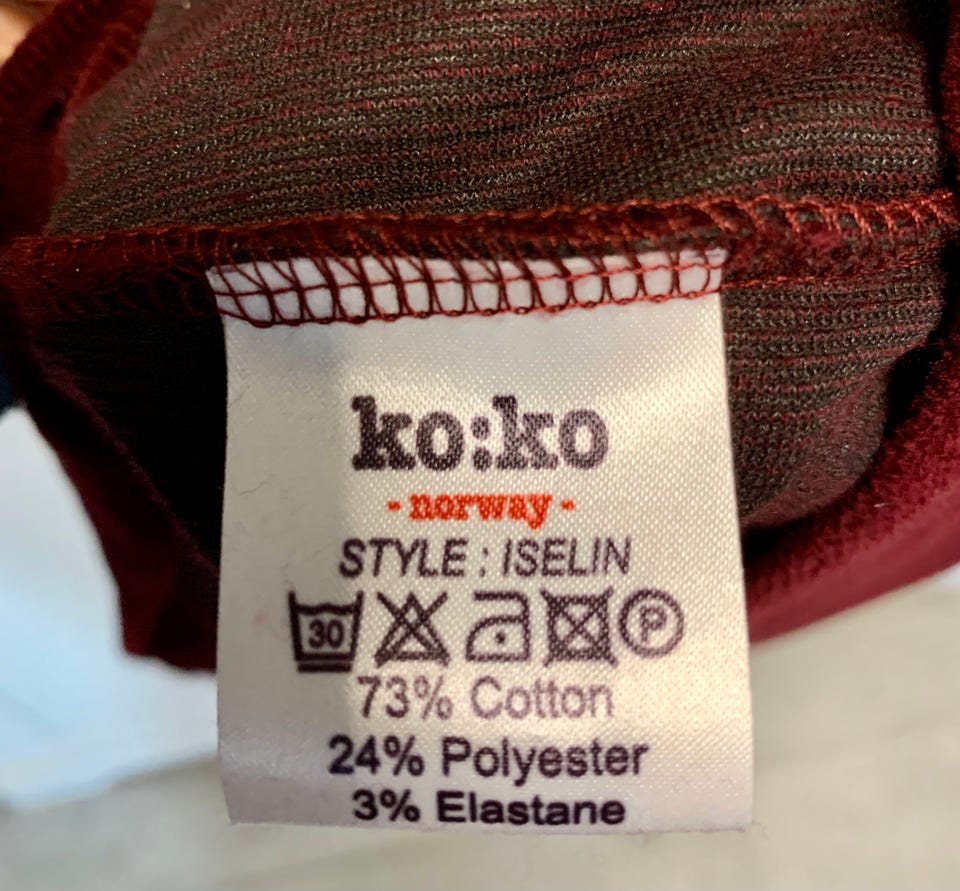 ko:ko
- norway -
STYLE : ISELIN
30 P
73% Cotton
24% Polyester
3% Elastane